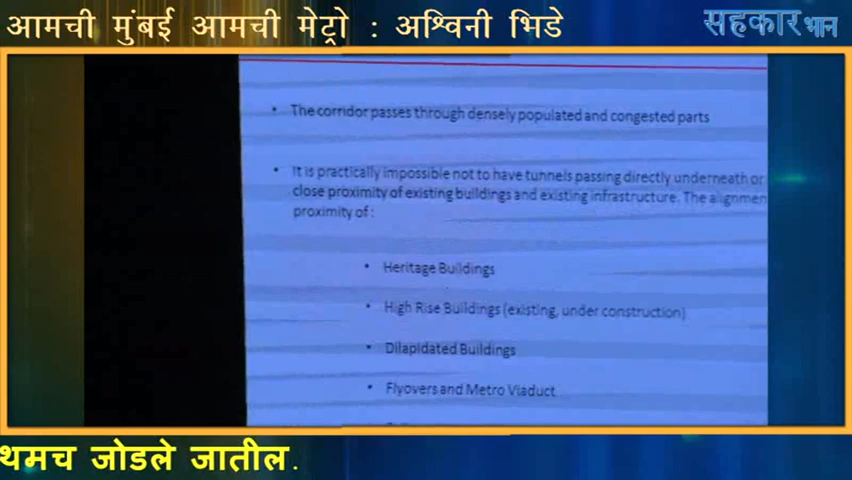 आमची मुंबई आमची मेट्रो : अश्विनी भिडे
सहकार भान
• The corridor passes through densely populated and congested parts
• It is practically impossible not to have tunnels passing directly underneath or
close proximity of existing buildings and existing infrastructure. The alignmen
proximity of :
• Heritage Buildings
• High Rise Buildings (existing, under construction)
• Dilapidated Buildings
• Flyovers and Metro Viaduct
थमच जोडले जातील.